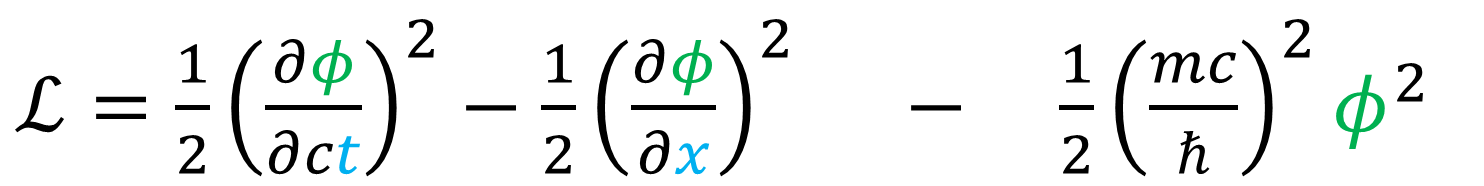 ℒ = 1/2 (∂ϕ/∂ct)² − 1/2 (∂ϕ/∂x)² − 1/2 (mc/ℏ)² ϕ²